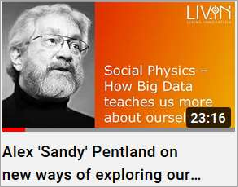 LIVIN
Social Physics –
How Big Data
teaches us more
about oursel
23:16
Alex 'Sandy' Pentland on
new ways of exploring our…